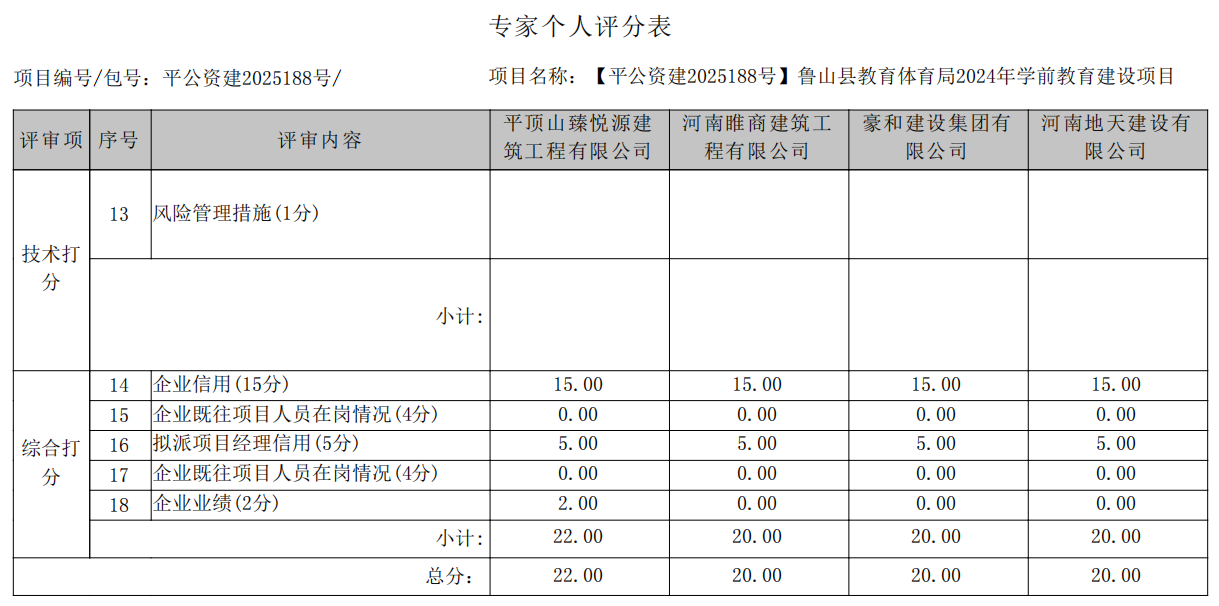 专家个人评分表
项目编号/包号：平公资建2025188号/ 项目名称：【平公资建2025188号】鲁山县教育体育局2024年学前教育建设项目
评审项 序号 评审内容 平顶山臻悦源建筑工程有限公司 河南睢商建筑工程有限公司 豪和建设集团有限公司 河南地天建设有限公司
技术打分 13 风险管理措施(1分)
小计:
综合打分 14 企业信用(15分) 15.00 15.00 15.00 15.00
15 企业既往项目人员在岗情况(4分) 0.00 0.00 0.00 0.00
16 拟派项目经理信用(5分) 5.00 5.00 5.00 5.00
17 企业既往项目人员在岗情况(4分) 0.00 0.00 0.00 0.00
18 企业业绩(2分) 2.00 0.00 0.00 0.00
小计: 22.00 20.00 20.00 20.00
总分： 22.00 20.00 20.00 20.00